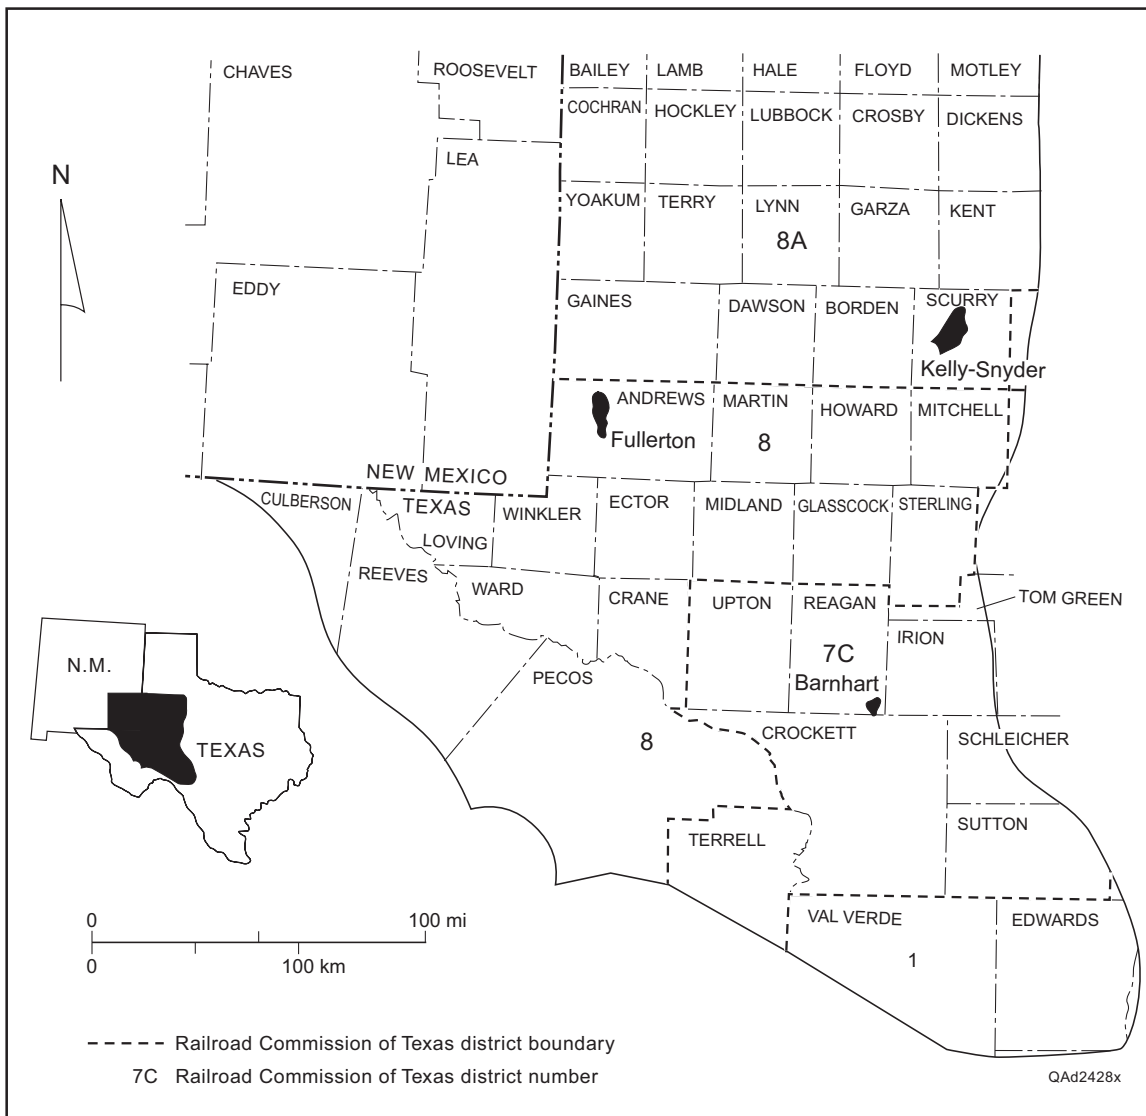 CHAVES
ROOSEVELT
BAILEY
LAMB
HALE
FLOYD
MOTLEY
COCHRAN
HOCKLEY
LUBBOCK
CROSBY
DICKENS
LEA
N
YOAKUM
TERRY
LYNN
GARZA
KENT
8A
EDDY
GAINES
DAWSON
BORDEN
SCURRY
Kelly-Snyder
ANDREWS
MARTIN
HOWARD
MITCHELL
Fullerton
8
NEW MEXICO
CULBERSON
TEXAS
WINKLER
ECTOR
MIDLAND
GLASSCOCK
STERLING
LOVING
REEVES
WARD
CRANE
UPTON
REAGAN
TOM GREEN
IRION
7C
N.M.
PECOS
Barnhart
CROCKETT
SCHLEICHER
8
TEXAS
SUTTON
TERRELL
0
100 mi
VAL VERDE
EDWARDS
0
100 km
1
Railroad Commission of Texas district boundary
7C Railroad Commission of Texas district number
QAd2428x